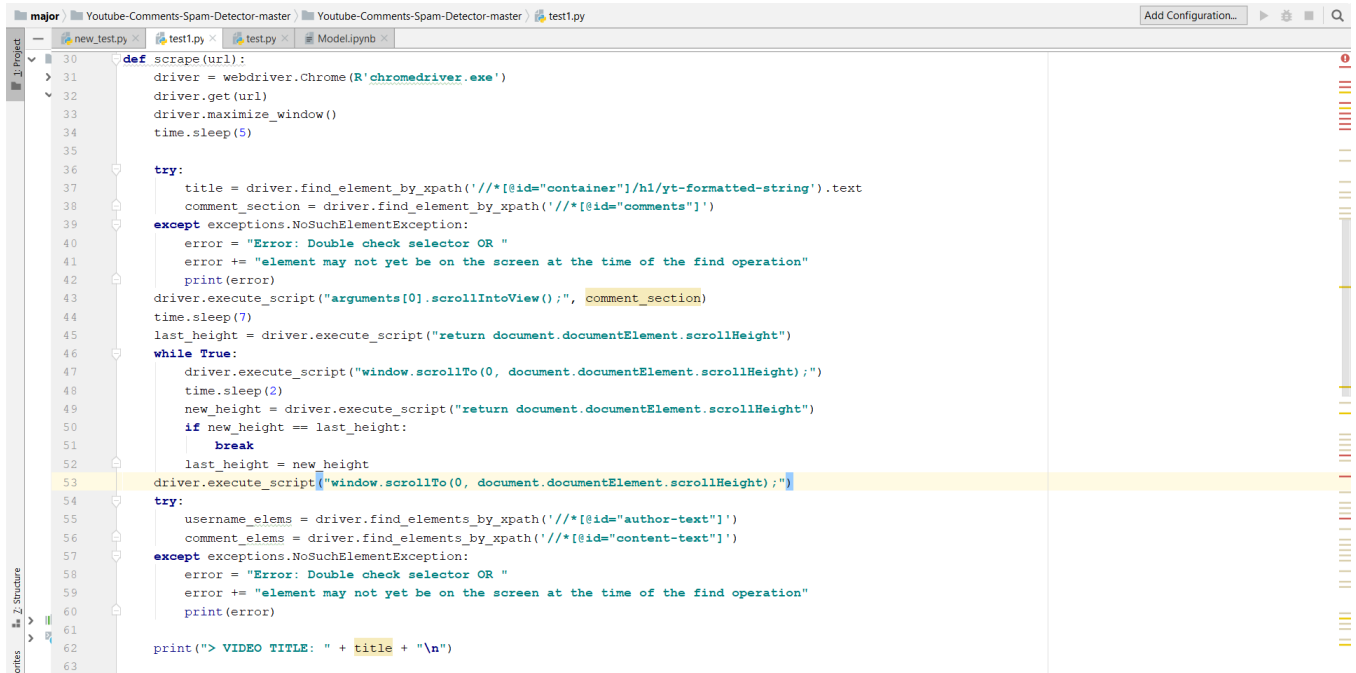 major Youtube-Comments-Spam-Detector-master Youtube-Comments-Spam-Detector-master test1.py Add Configuration...
new_test.py test1.py test.py Model.ipynb
1: Project
30 def scrape(url):
31 driver = webdriver.Chrome(R'chromedriver.exe')
32 driver.get(url)
33 driver.maximize_window()
34 time.sleep(5)
35
36 try:
37 title = driver.find_element_by_xpath('//*[@id="container"]/h1/yt-formatted-string').text
38 comment_section = driver.find_element_by_xpath('//*[@id="comments"]')
39 except exceptions.NoSuchElementException:
40 error = "Error: Double check selector OR "
41 error += "element may not yet be on the screen at the time of the find operation"
42 print(error)
43 driver.execute_script("arguments[0].scrollIntoView();", comment_section)
44 time.sleep(7)
45 last_height = driver.execute_script("return document.documentElement.scrollHeight")
46 while True:
47 driver.execute_script("window.scrollTo(0, document.documentElement.scrollHeight);")
48 time.sleep(2)
49 new_height = driver.execute_script("return document.documentElement.scrollHeight")
50 if new_height == last_height:
51 break
52 last_height = new_height
53 driver.execute_script("window.scrollTo(0, document.documentElement.scrollHeight);")
54 try:
55 username_elems = driver.find_elements_by_xpath('//*[@id="author-text"]')
56 comment_elems = driver.find_elements_by_xpath('//*[@id="content-text"]')
57 except exceptions.NoSuchElementException:
58 error = "Error: Double check selector OR "
59 error += "element may not yet be on the screen at the time of the find operation"
60 print(error)
61
62 print("> VIDEO TITLE: " + title + "\n")
63
Z: Structure